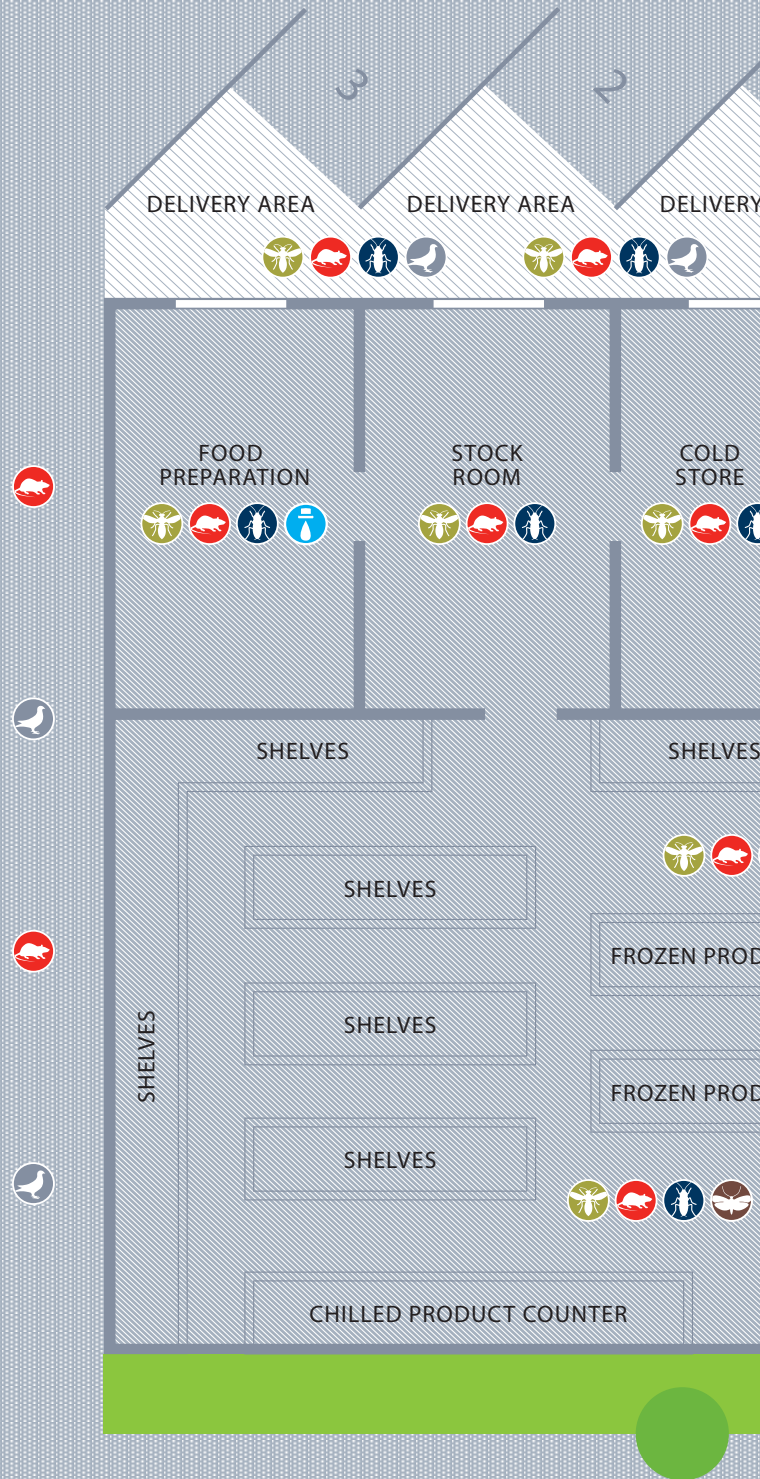 3
2
DELIVERY AREA
DELIVERY AREA
DELIVERY
FOOD
PREPARATION
STOCK
ROOM
COLD
STORE
SHELVES
SHELVES
SHELVES
FROZEN PROD
SHELVES
SHELVES
FROZEN PROD
SHELVES
CHILLED PRODUCT COUNTER